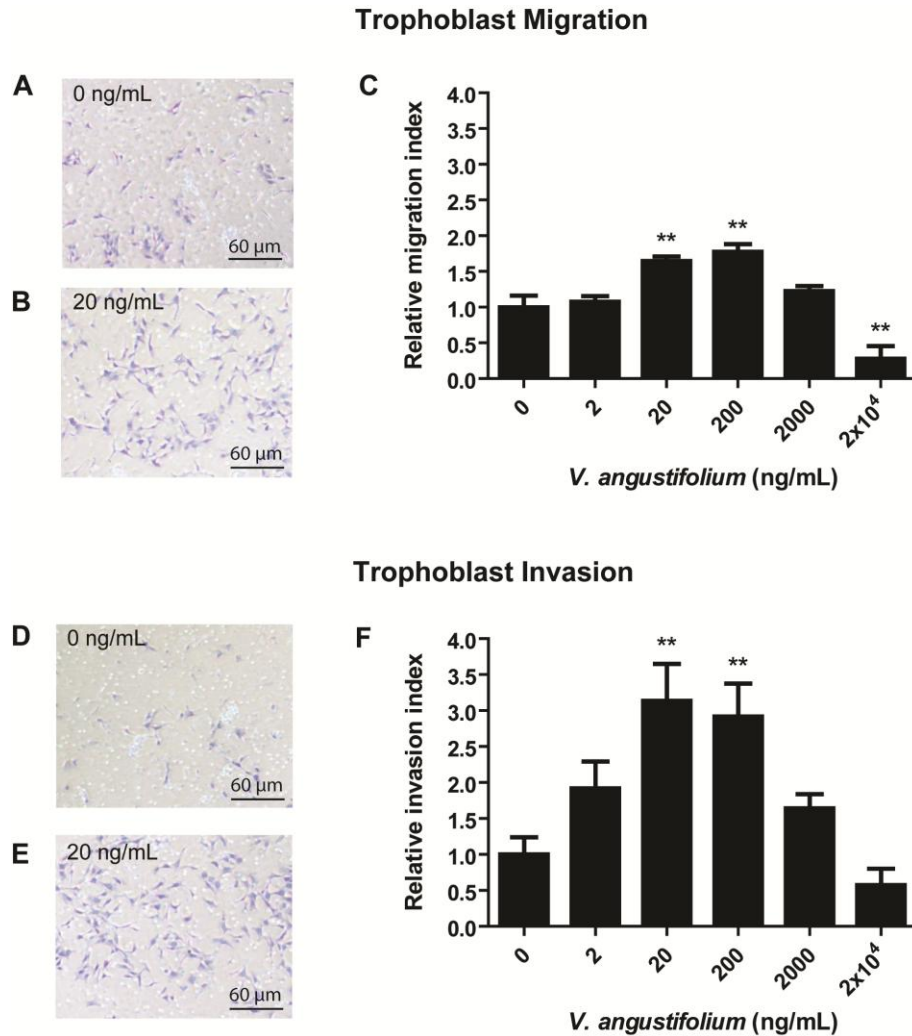 Trophoblast Migration
A
0 ng/mL
60 µm
B
20 ng/mL
60 µm
C
Relative migration index
4.0
3.5
3.0
2.5
2.0
1.5
1.0
0.5
0.0
**
**
**
0
2
20
200
2000
2x10⁴
V. angustifolium (ng/mL)
Trophoblast Invasion
D
0 ng/mL
60 µm
E
20 ng/mL
60 µm
F
Relative invasion index
4.0
3.5
3.0
2.5
2.0
1.5
1.0
0.5
0.0
**
**
0
2
20
200
2000
2x10⁴
V. angustifolium (ng/mL)